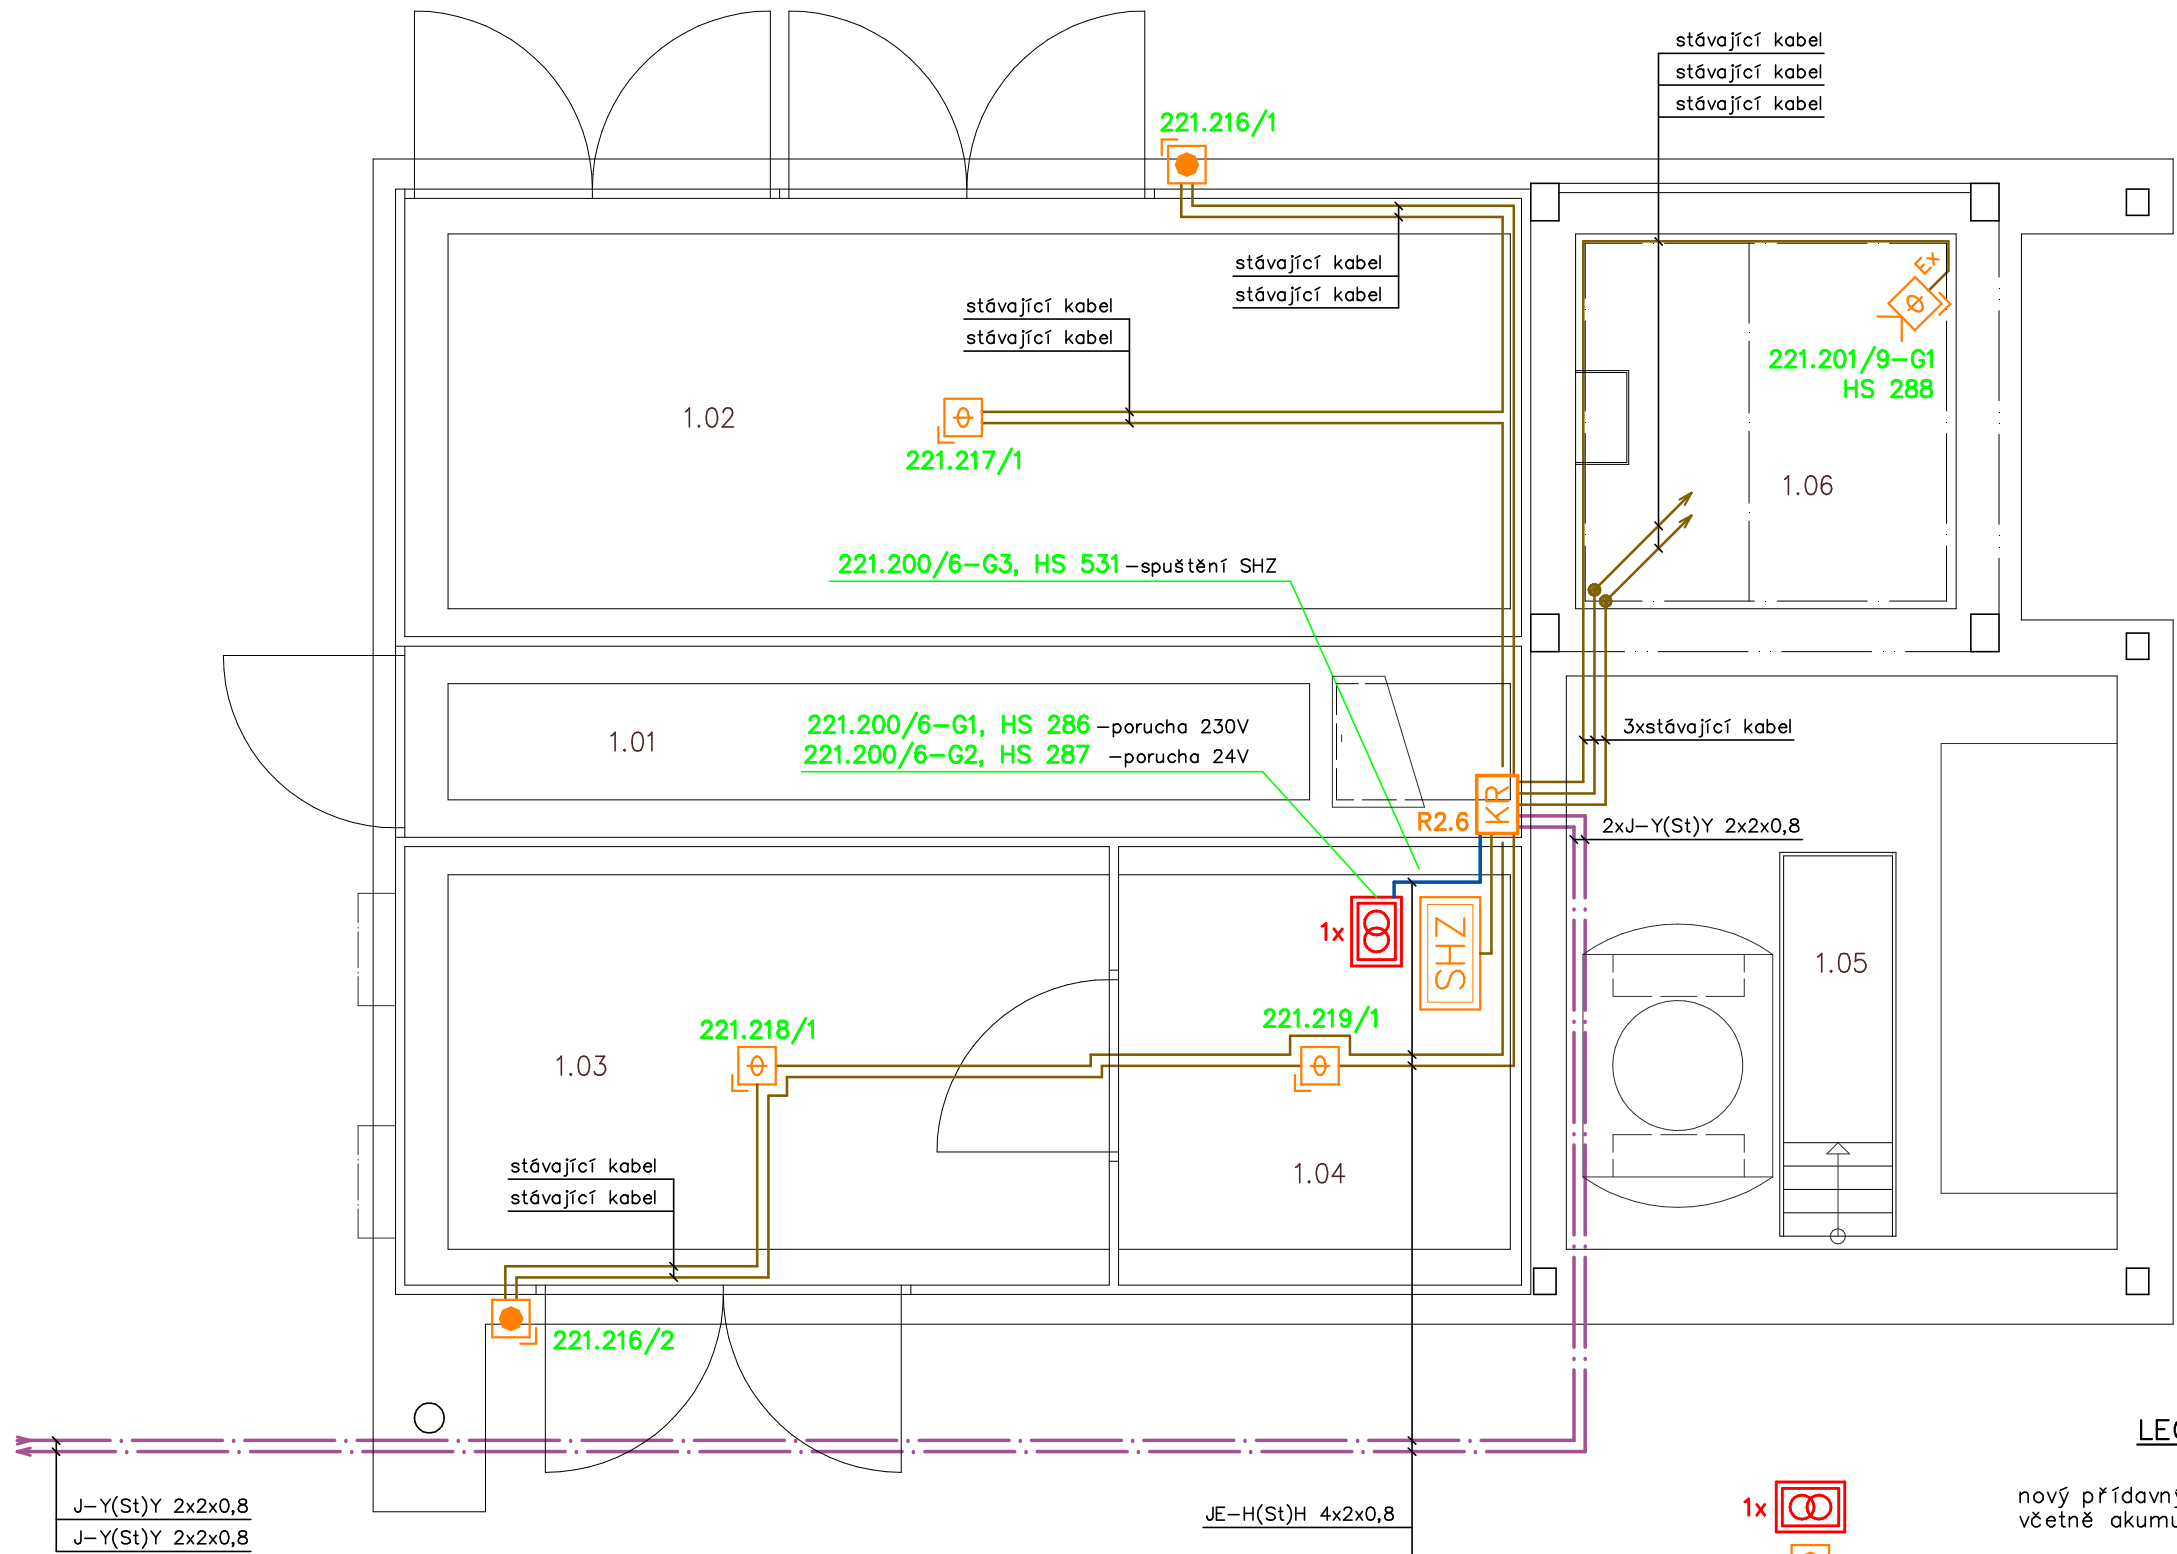 stávající kabel
stávající kabel
stávající kabel
221.216/1
stávající kabel
stávající kabel
Ex
stávající kabel
stávající kabel
221.201/9-G1
HS 288
1.02
221.217/1
1.06
221.200/6-G3, HS 531 -spuštění SHZ
221.200/6-G1, HS 286 -porucha 230V
221.200/6-G2, HS 287 -porucha 24V
1.01
3xstávající kabel
KR
R2.6
2xJ-Y(St)Y 2x2x0,8
1x
SHZ
1.05
221.218/1
221.219/1
1.03
stávající kabel
stávající kabel
1.04
221.216/2
J-Y(St)Y 2x2x0,8
J-Y(St)Y 2x2x0,8
JE-H(St)H 4x2x0,8
1x
nový
včetně